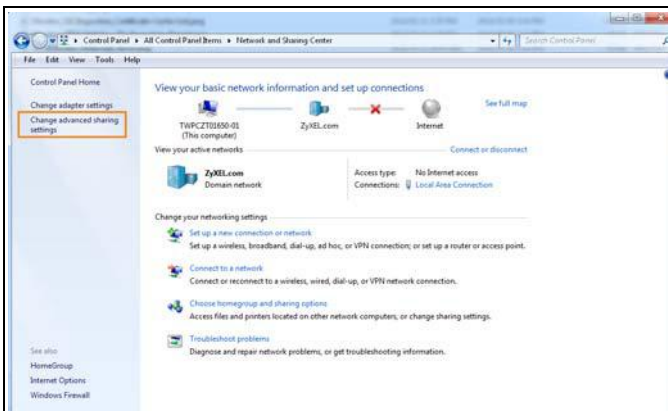 Control Panel ▸ All Control Panel Items ▸ Network and Sharing Center
Search Control Panel
File Edit View Tools Help
Control Panel Home
Change adapter settings
Change advanced sharing
settings
See also
HomeGroup
Internet Options
Windows Firewall
View your basic network information and set up connections
See full map
TWPCZT01650-01
(This computer)
ZyXEL.com
Internet
View your active networks
Connect or disconnect
ZyXEL.com
Domain network
Access type: No Internet access
Connections: Local Area Connection
Change your networking settings
Set up a new connection or network
Set up a wireless, broadband, dial-up, ad hoc, or VPN connection; or set up a router or access point.
Connect to a network
Connect or reconnect to a wireless, wired, dial-up, or VPN network connection.
Choose homegroup and sharing options
Access files and printers located on other network computers, or change sharing settings.
Troubleshoot problems
Diagnose and repair network problems, or get troubleshooting information.